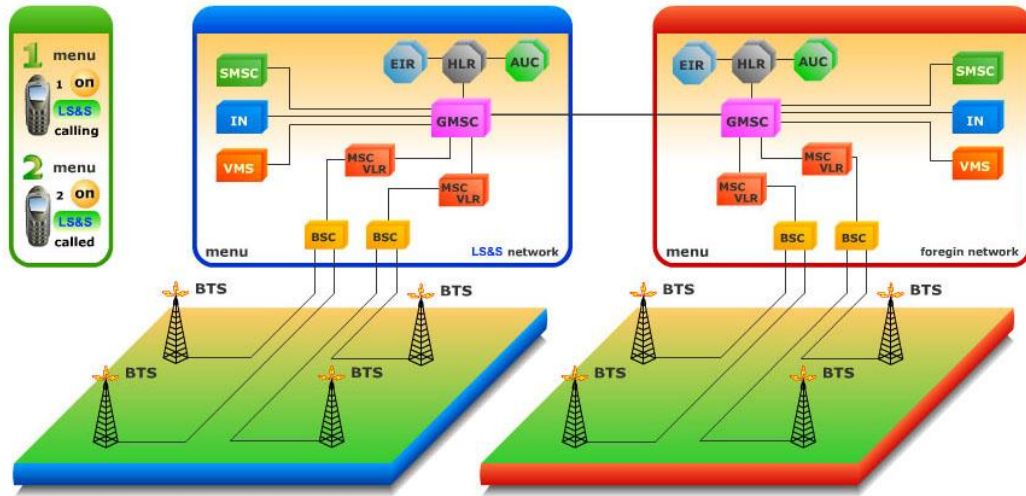 1 menu
1 on
LS&S
calling
2 menu
2 on
LS&S
called
EIR HLR AUC
SMSC
IN
GMSC
VMS
MSC
VLR
MSC
VLR
BSC BSC
menu LS&S network
EIR HLR AUC
SMSC
GMSC
IN
VMS
MSC
VLR
MSC
VLR
BSC BSC
menu foregin network
BTS BTS
BTS BTS
BTS BTS
BTS BTS